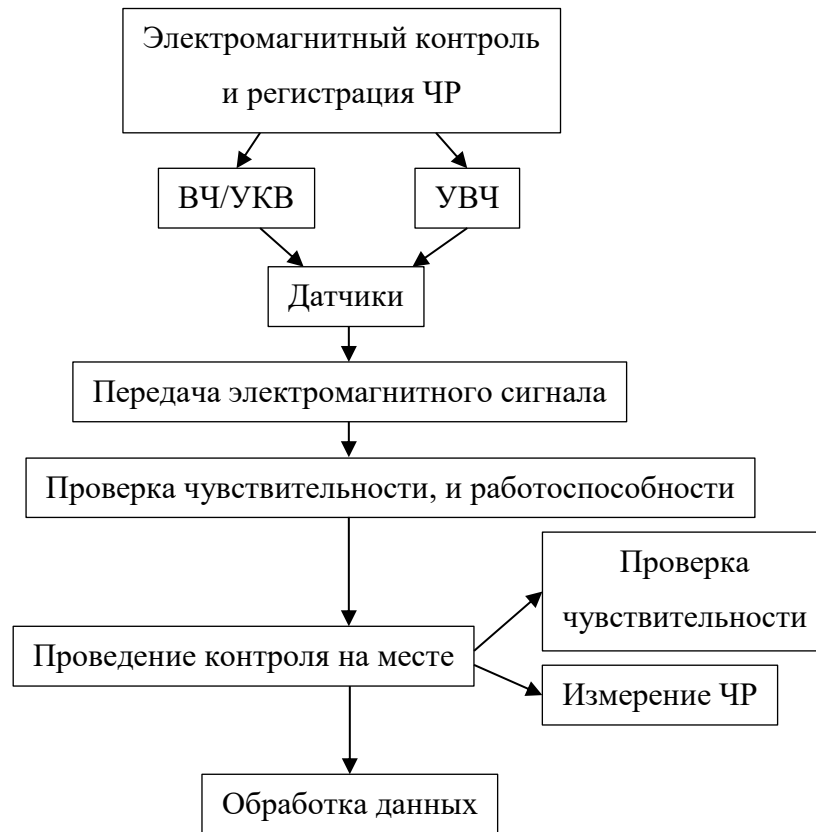 Электромагнитный контроль
и регистрация ЧР
ВЧ/УКВ
УВЧ
Датчики
Передача электромагнитного сигнала
Проверка чувствительности, и работоспособности
Проверка
чувствительности
Проведение контроля на месте
Измерение ЧР
Обработка данных